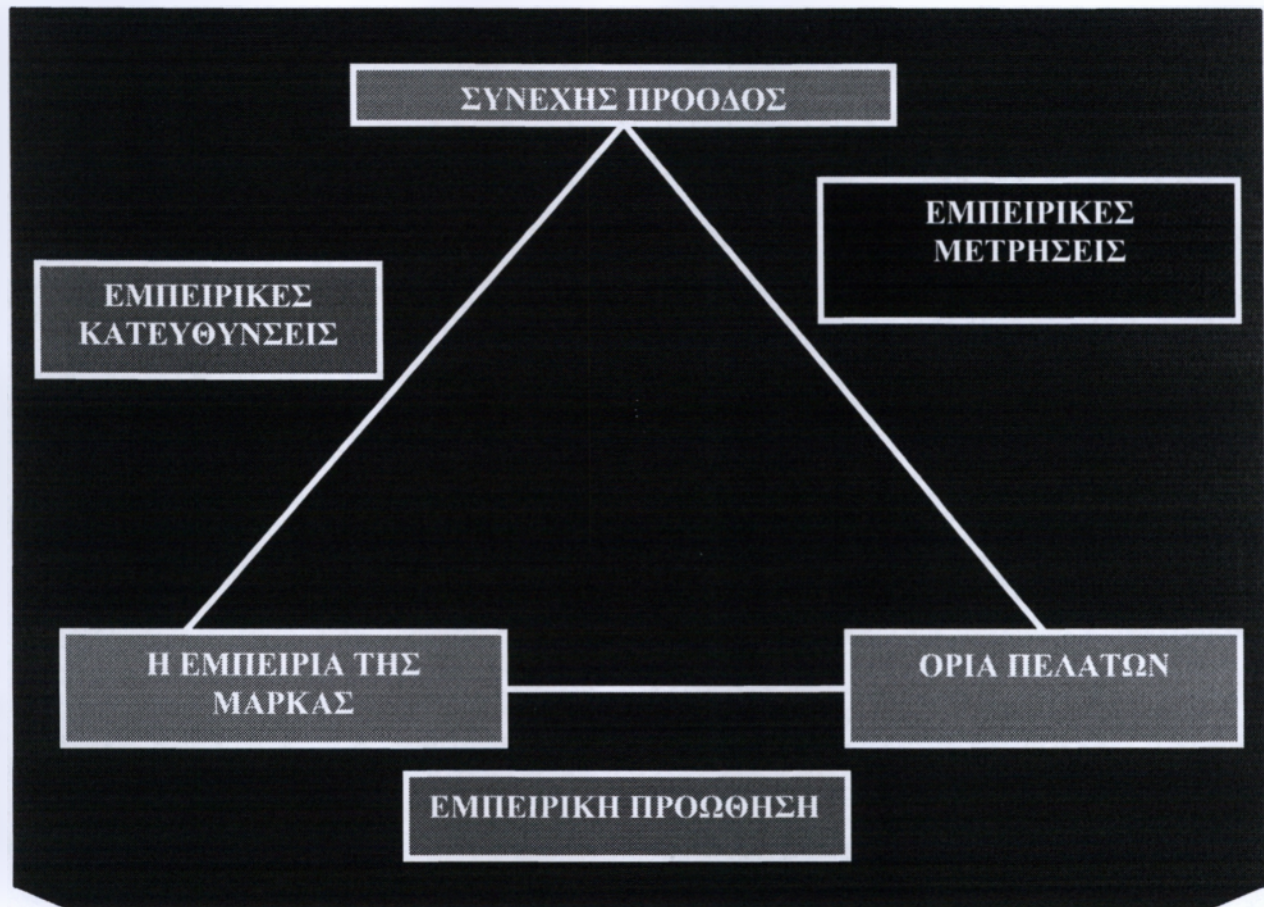 ΣΥΝΕΧΗΣ ΠΡΟΟΔΟΣ
ΕΜΠΕΙΡΙΚΕΣ
ΜΕΤΡΗΣΕΙΣ
ΕΜΠΕΙΡΙΚΕΣ
ΚΑΤΕΥΘΥΝΣΕΙΣ
Η ΕΜΠΕΙΡΙΑ ΤΗΣ
ΜΑΡΚΑΣ
ΟΡΙΑ ΠΕΛΑΤΩΝ
ΕΜΠΕΙΡΙΚΗ ΠΡΟΩΘΗΣΗ